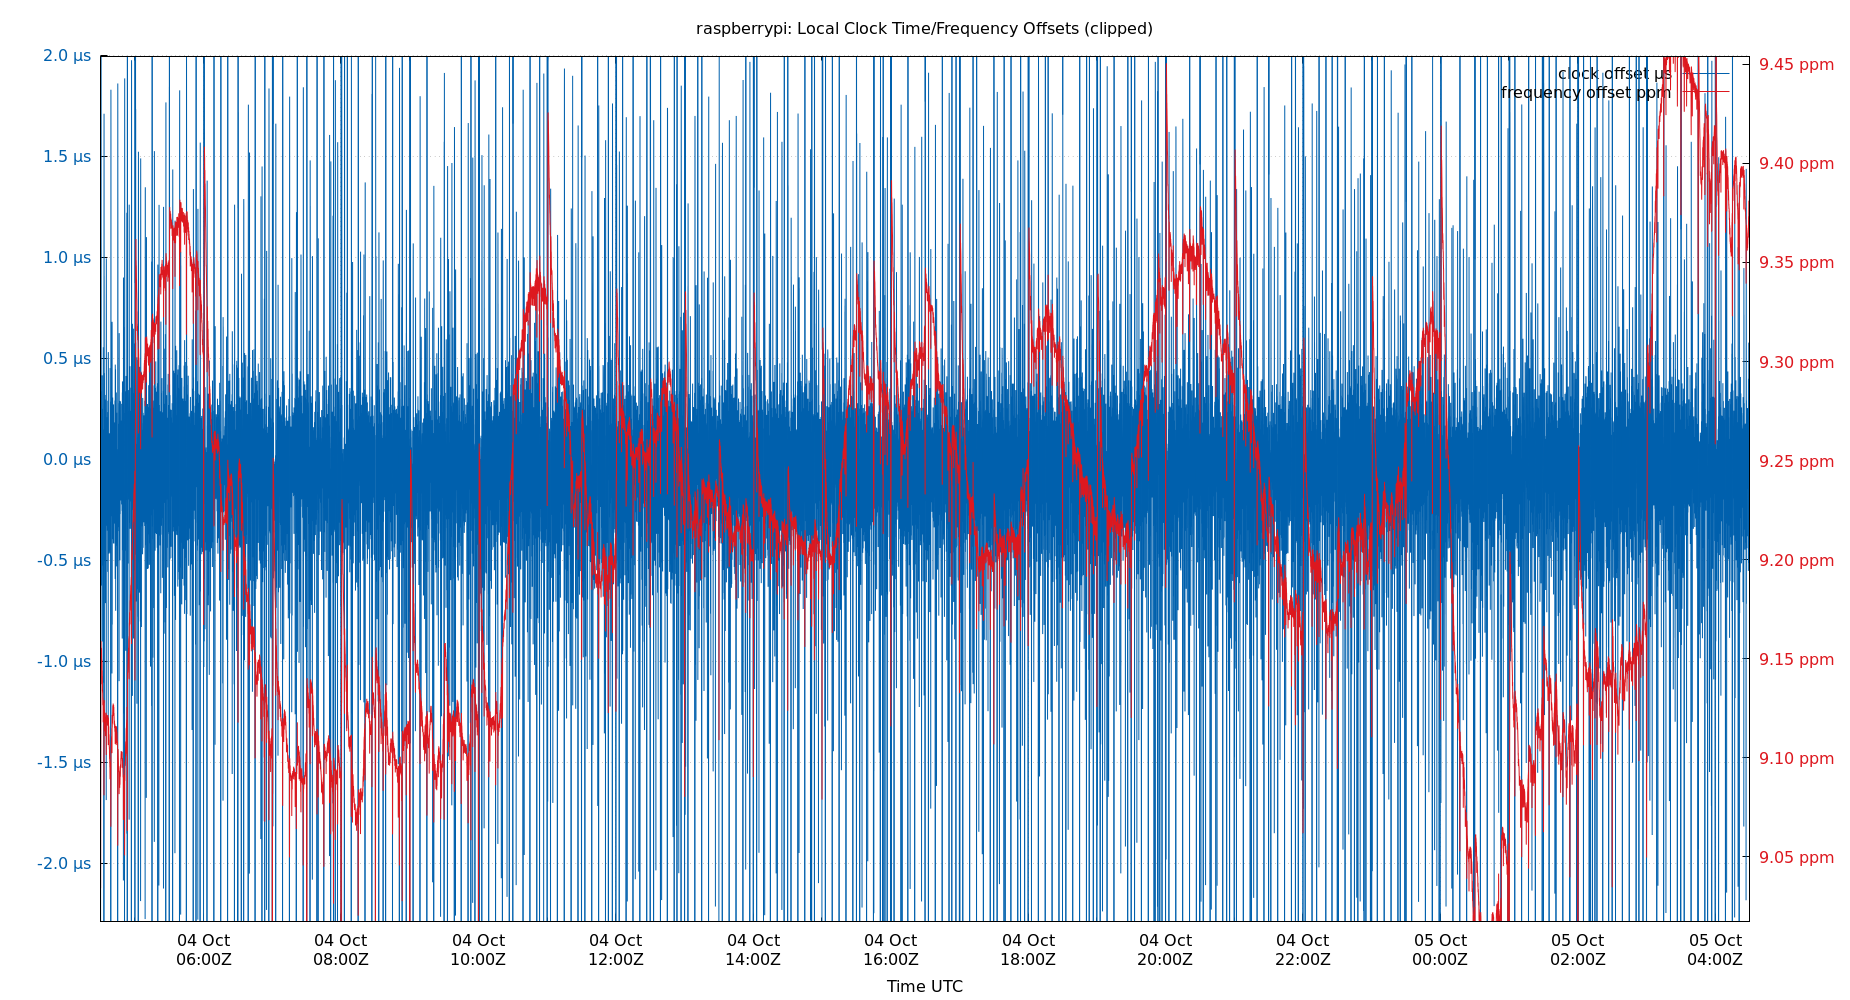 raspberrypi: Local Clock Time/Frequency Offsets (clipped)
2.0 µs
1.5 µs
1.0 µs
0.5 µs
0.0 µs
-0.5 µs
-1.0 µs
-1.5 µs
-2.0 µs
9.45 ppm
9.40 ppm
9.35 ppm
9.30 ppm
9.25 ppm
9.20 ppm
9.15 ppm
9.10 ppm
9.05 ppm
clock offset µs
frequency offset ppm
04 Oct 04 Oct 04 Oct 04 Oct 04 Oct 04 Oct 04 Oct 04 Oct 04 Oct 05 Oct 05 Oct 05 Oct
06:00Z 08:00Z 10:00Z 12:00Z 14:00Z 16:00Z 18:00Z 20:00Z 22:00Z 00:00Z 02:00Z 04:00Z
Time UTC